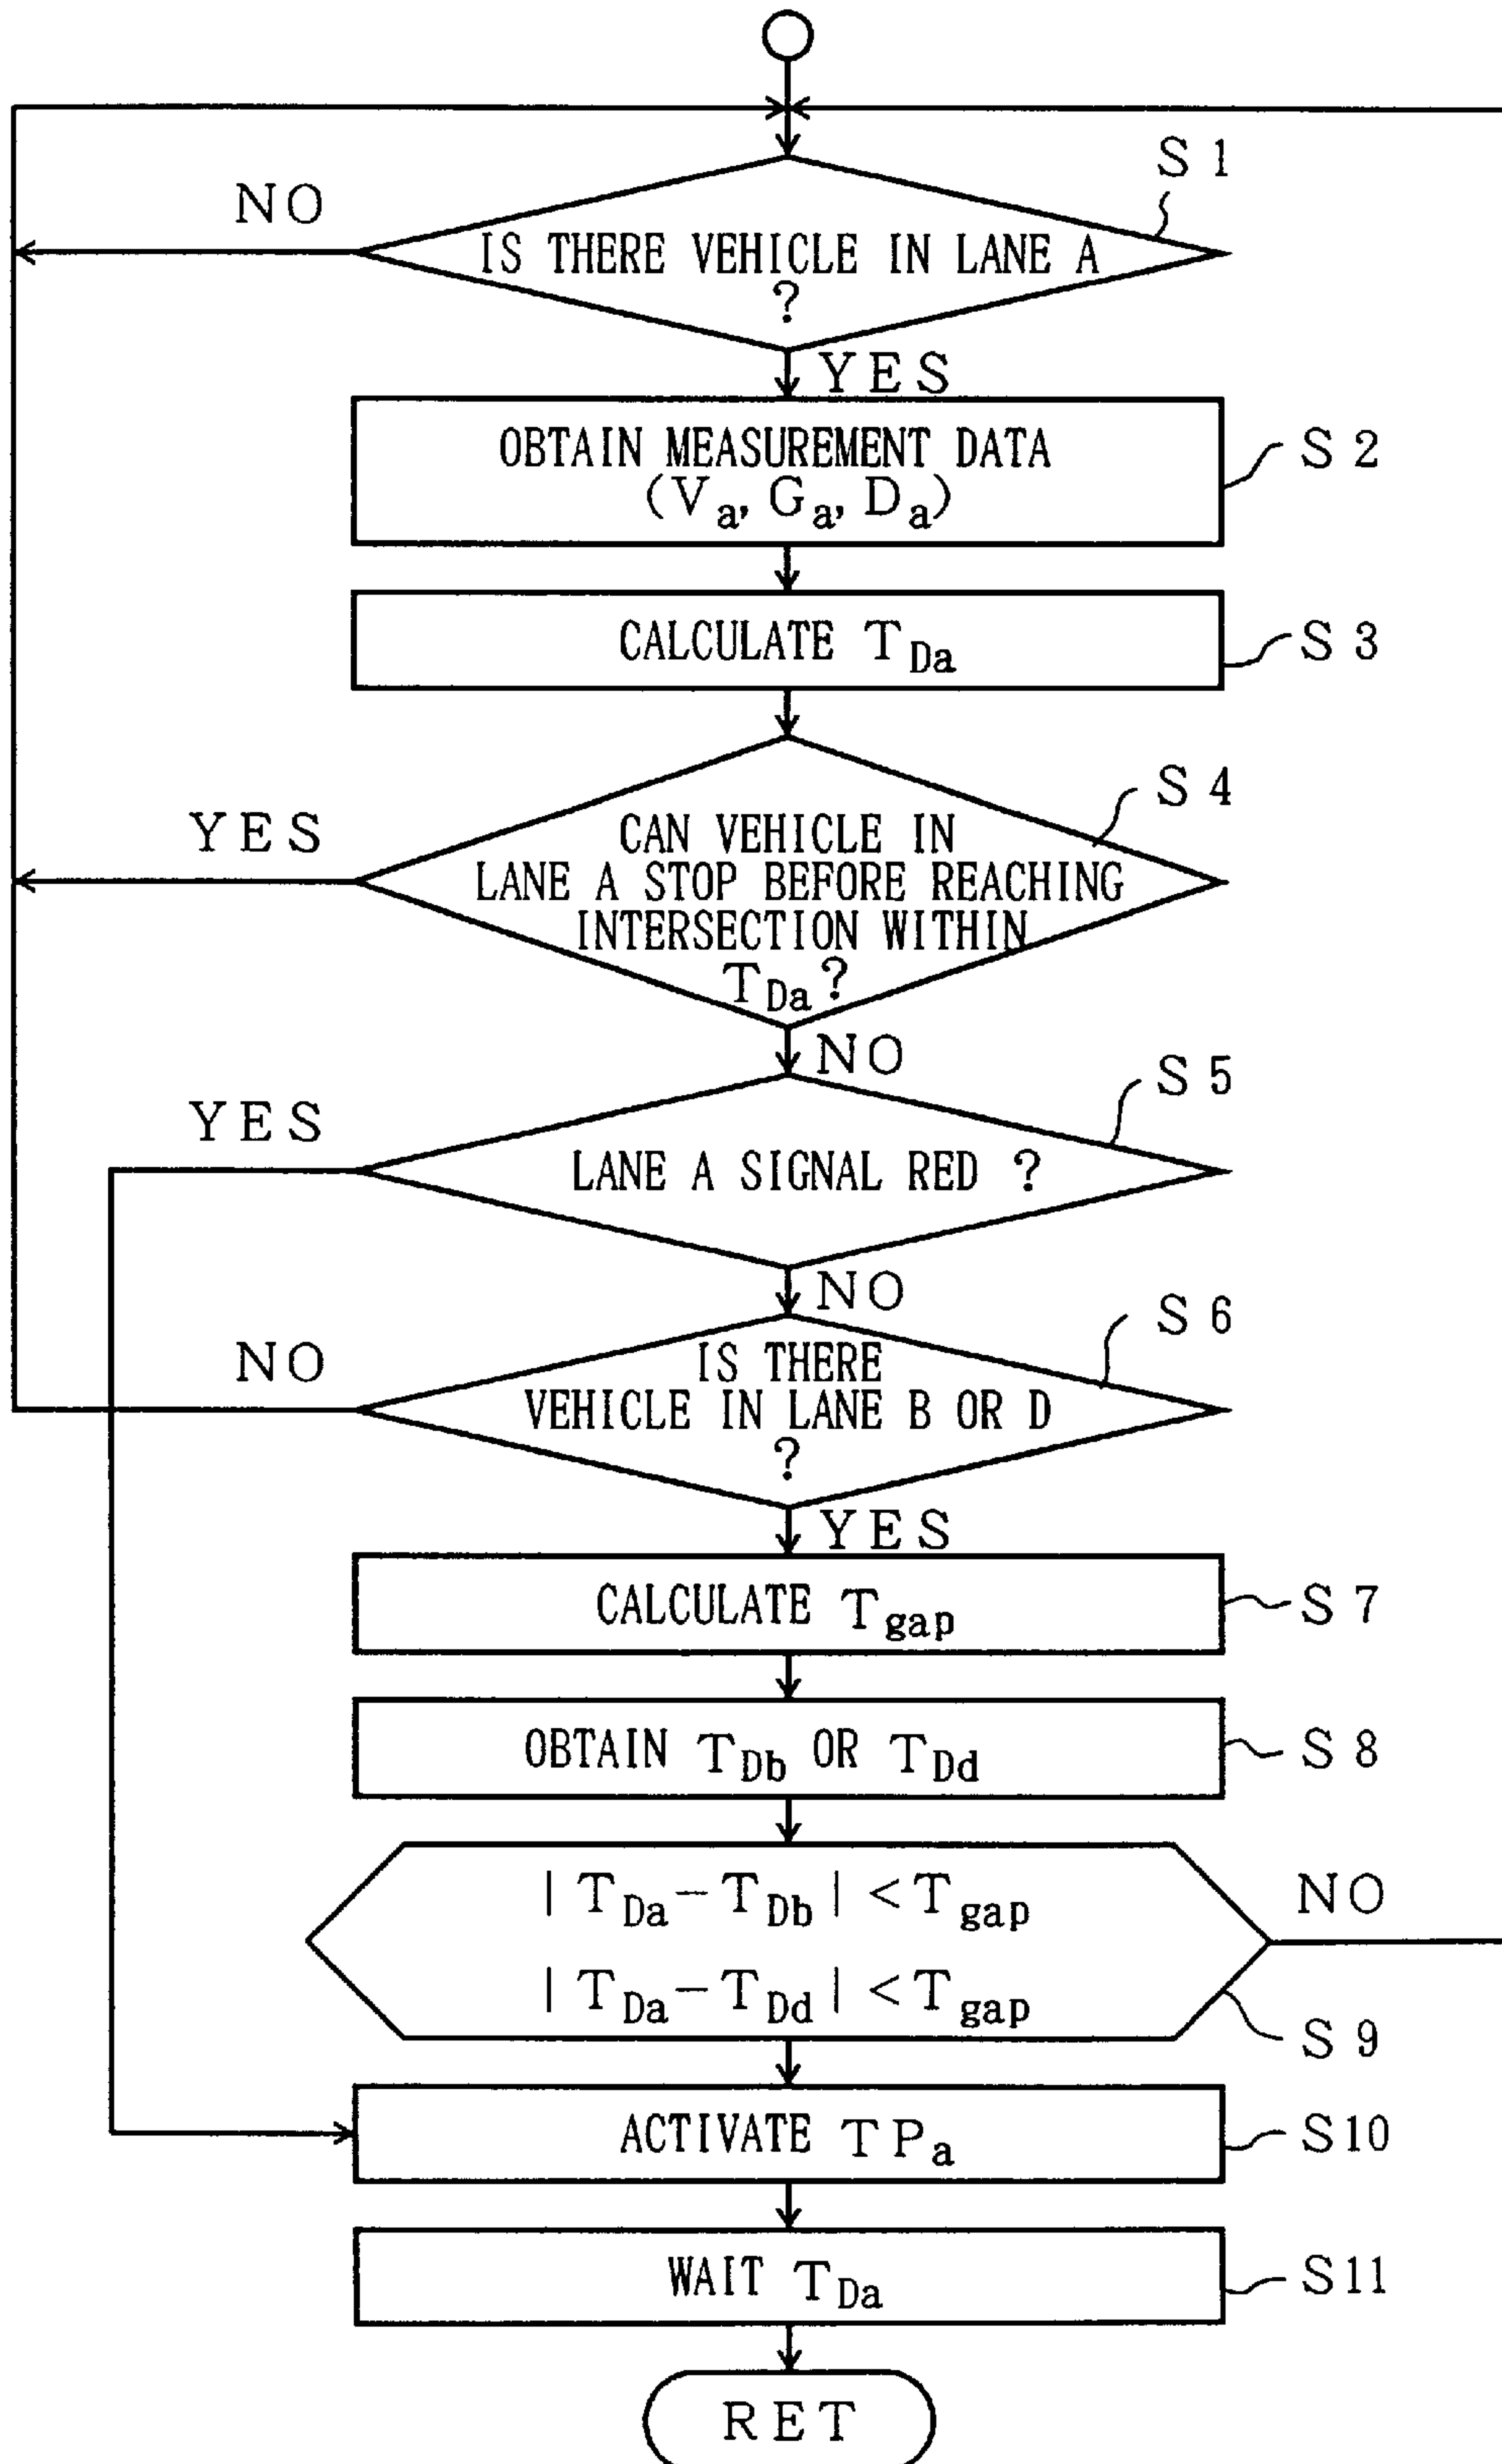 S1
NO
IS THERE VEHICLE IN LANE A
?
YES
OBTAIN MEASUREMENT DATA
(Va, Ga, Da)
S2
CALCULATE TDa
S3
S4
YES
CAN VEHICLE IN
LANE A STOP BEFORE REACHING
INTERSECTION WITHIN
TDa?
NO
S5
YES
LANE A SIGNAL RED ?
NO
S6
NO
IS THERE
VEHICLE IN LANE B OR D
?
YES
CALCULATE Tgap
S7
OBTAIN TDb OR TDd
S8
|TDa-TDb|<Tgap
NO
|TDa-TDd|<Tgap
S9
ACTIVATE TPa
S10
WAIT TDa
S11
RET